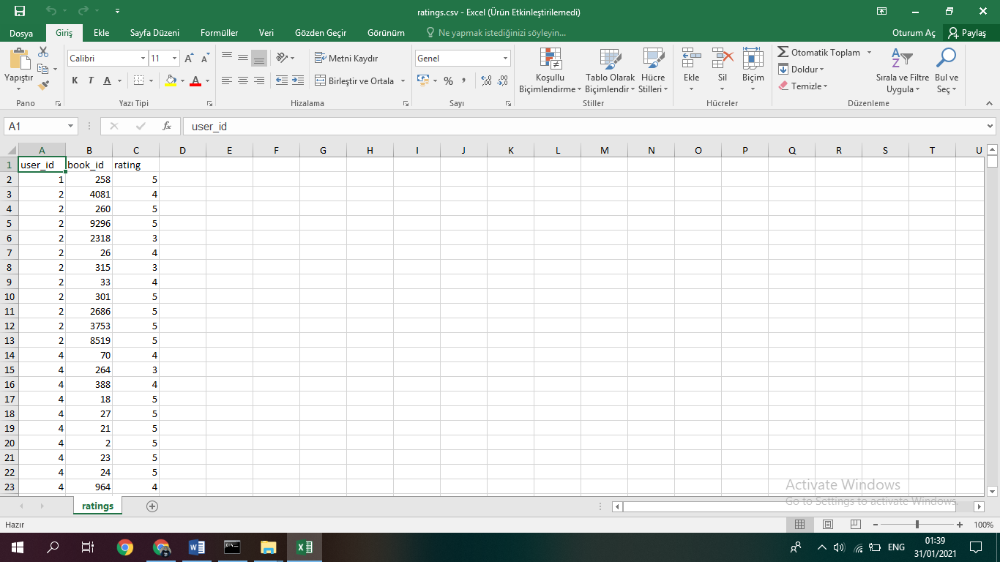 ratings.csv - Excel (Ürün Etkinleştirilemedi)
Dosya Giriş Ekle Sayfa Düzeni Formüller Veri Gözden Geçir Görünüm Ne yapmak istediğinizi söyleyin... Oturum Aç Paylaş
Yapıştır
Pano
Calibri 11
K T A A
Yazı Tipi
Metni Kaydır
Birleştir ve Ortala
Hizalama
Genel
% ,
Sayı
Koşullu Biçimlendirme
Tablo Olarak Biçimlendir
Hücre Stilleri
Stiller
Ekle Sil Biçim
Hücreler
Otomatik Toplam
Doldur
Temizle
Sırala ve Filtre Uygula
Bul ve Seç
Düzenleme
A1 fx user_id
A B C D E F G H I J K L M N O P Q R S T U
1 user_id book_id rating
2 1 258 5
3 2 4081 4
4 2 260 5
5 2 9296 5
6 2 2318 3
7 2 26 4
8 2 315 3
9 2 33 4
10 2 301 5
11 2 2686 5
12 2 3753 5
13 2 8519 5
14 4 70 4
15 4 264 3
16 4 388 4
17 4 18 5
18 4 27 5
19 4 21 5
20 4 2 5
21 4 23 5
22 4 24 5
23 4 964 4
Activate Windows
Go to Settings to activate Windows.
ratings
Hazır
100%
ENG
01:39
31/01/2021